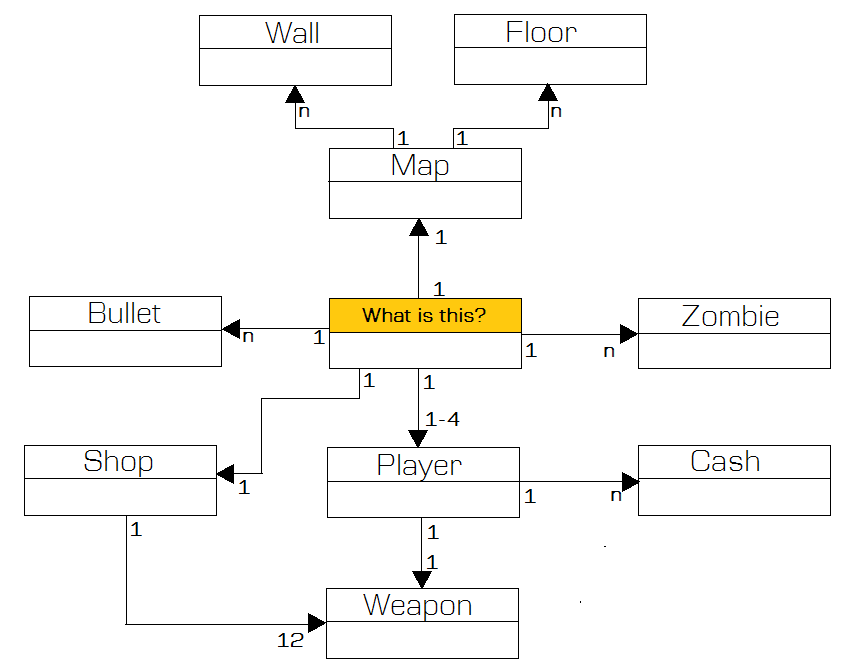 Wall
Floor
n
n
1
1
Map
1
1
Bullet
What is this?
Zombie
n
1
1
n
1
1
1-4
Shop
Player
Cash
1
1
n
1
1
1
Weapon
12